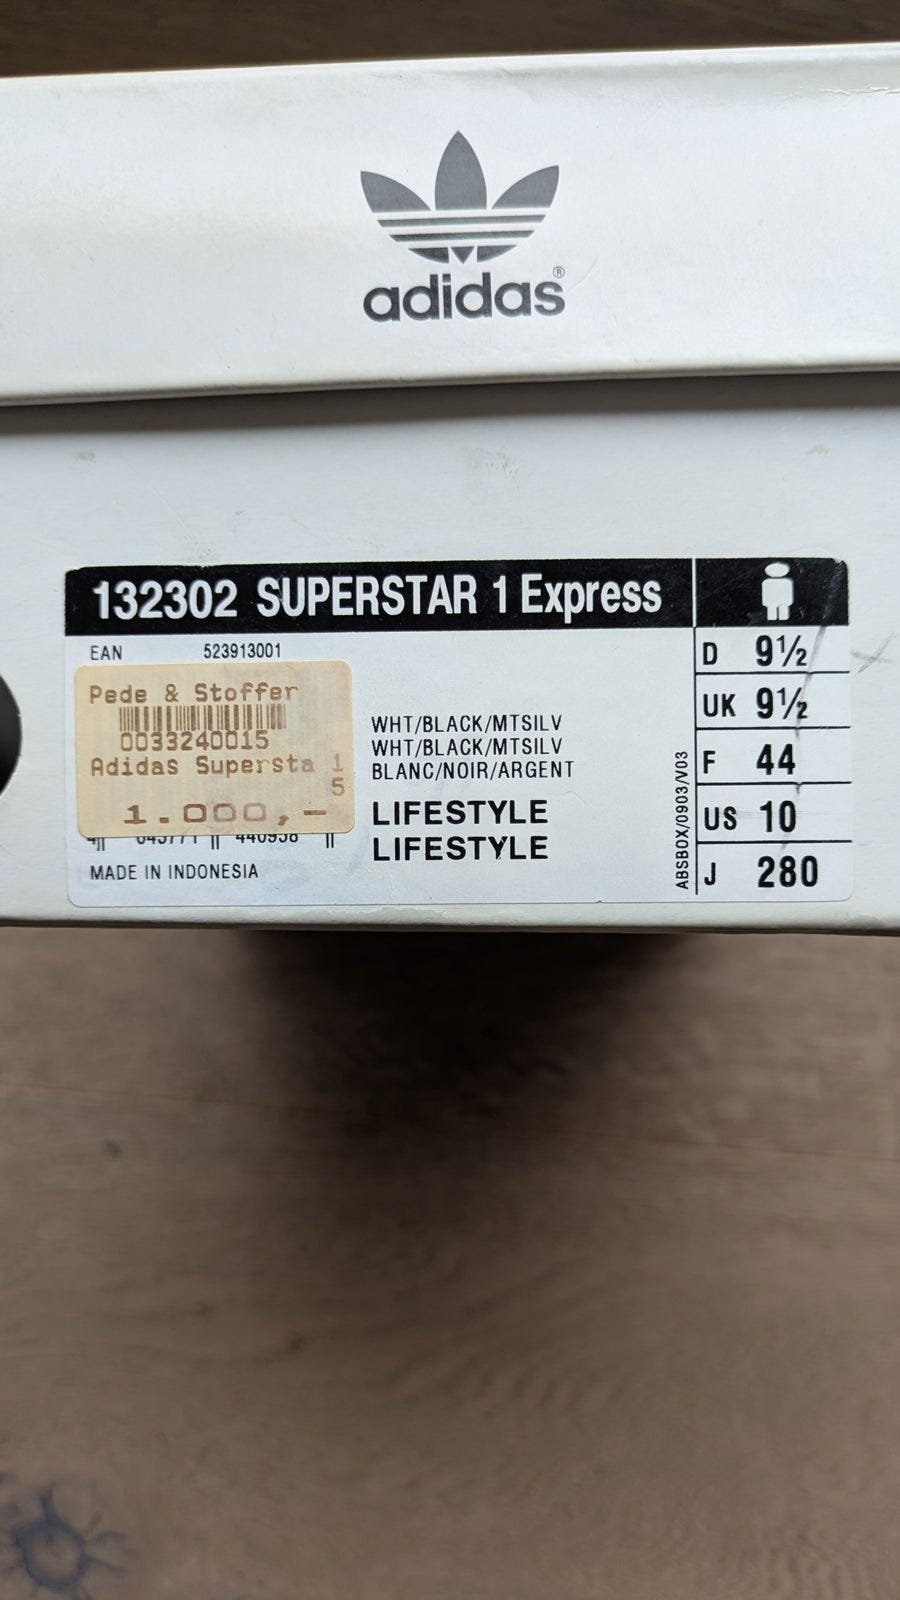 adidas®
132302 SUPERSTAR 1 Express
EAN 523913001
Pede & Stoffer
0033240015
Adidas Supersta 1
5
1.000,-
MADE IN INDONESIA
WHT/BLACK/MTSILV
WHT/BLACK/MTSILV
BLANC/NOIR/ARGENT
LIFESTYLE
LIFESTYLE
ABSBOX/0903/V03
D 9½
UK 9½
F 44
US 10
J 280